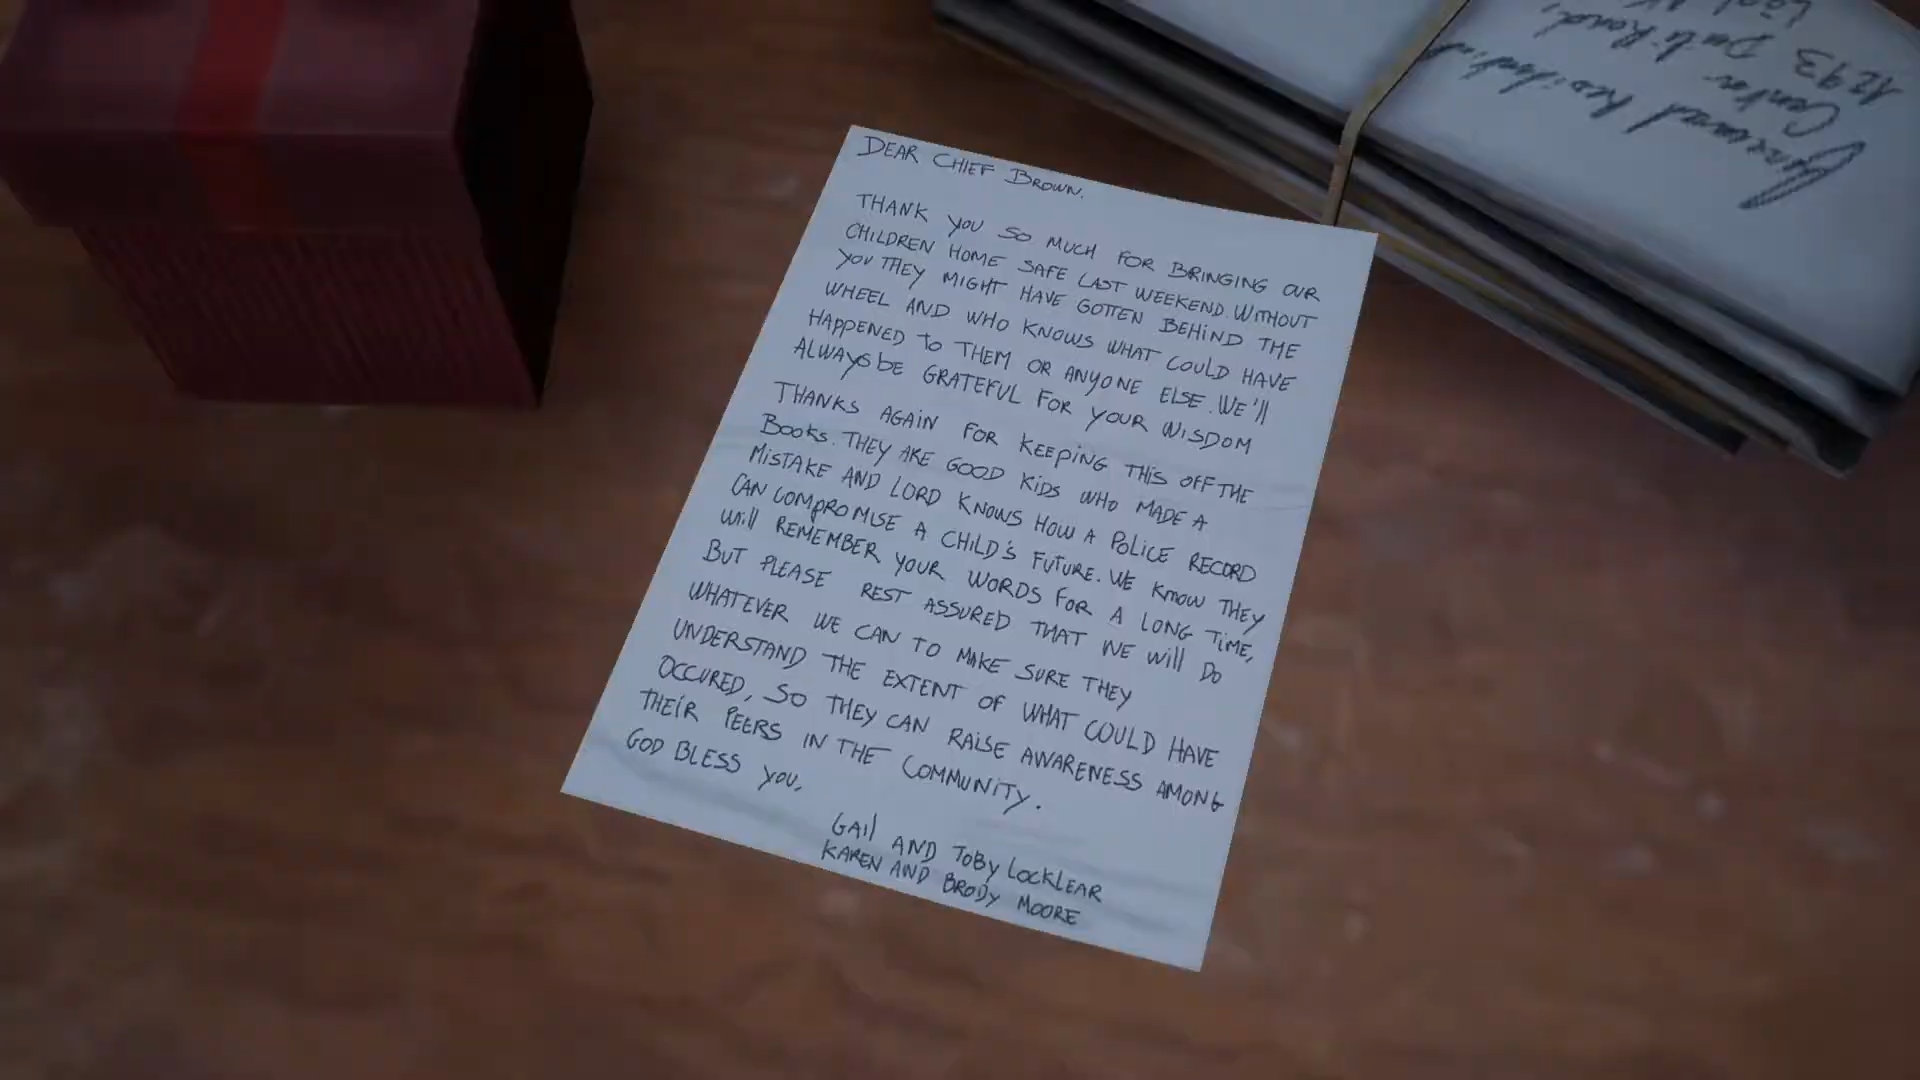 DEAR CHIEF BROWN.
THANK YOU SO MUCH FOR BRINGING OUR
CHILDREN HOME SAFE LAST WEEKEND. WITHOUT
YOU THEY MIGHT HAVE GOTTEN BEHIND THE
WHEEL AND WHO KNOWS WHAT COULD HAVE
HAPPENED TO THEM OR ANYONE ELSE. WE'll
ALWAYS bE GRATEFUL FOR YOUR WISDOM
THANKS AGAIN FOR KEEPING THIS OFF THE
BOOKS. THEY ARE GOOD KIDS WHO MADE A
MISTAKE AND LORD KNOWS HOW A POLICE RECORD
CAN COMPROMISE A CHILD'S FUTURE. WE KNOW THEY
Will REMEMBER YOUR WORDS FOR A LONG TIME,
BUT PLEASE REST ASSURED THAT WE Will DO
WHATEVER WE CAN TO MAKE SURE THEY
UNDERSTAND THE EXTENT OF WHAT COULD HAVE
OCCURED, SO THEY CAN RAISE AWARENESS AMONG
THEIR PEERS IN THE COMMUNITY.
GOD BLESS YOU,
GAIL AND TOBY LOCKLEAR
KAREN AND BRODY MOORE
Center
1293 Road,